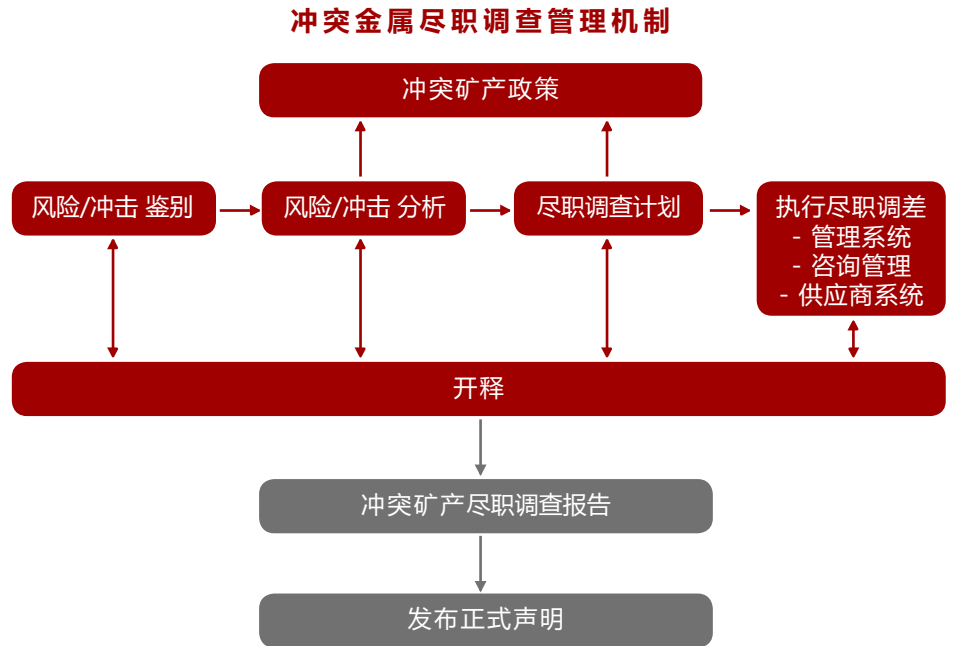 冲突金属尽职调查管理机制
冲突矿产政策
风险/冲击 鉴别
风险/冲击 分析
尽职调查计划
执行尽职调差
- 管理系统
- 咨询管理
- 供应商系统
开释
冲突矿产尽职调查报告
发布正式声明